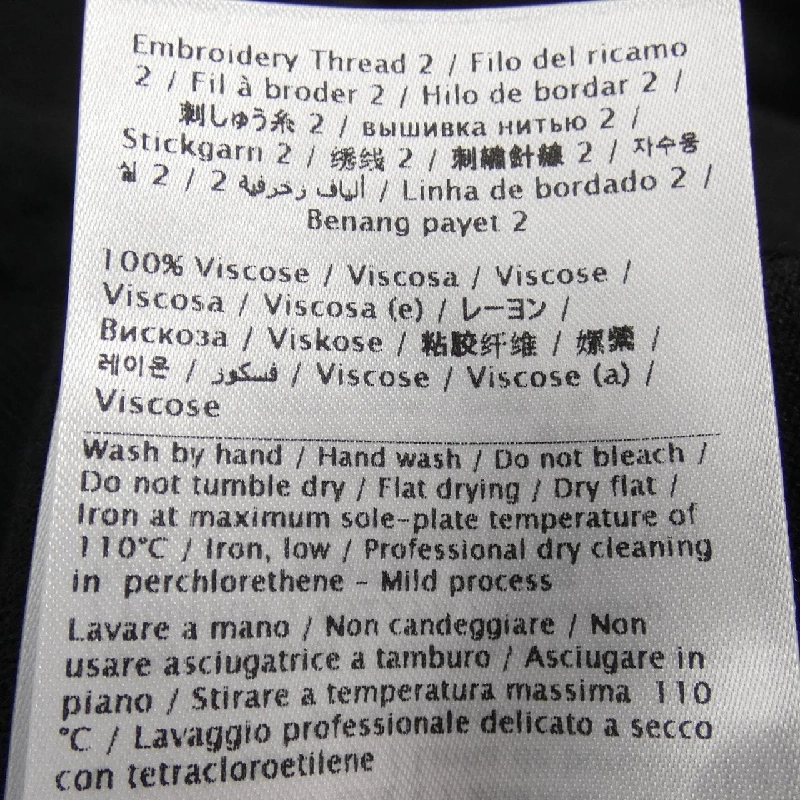 Embroidery Thread 2 / Filo del ricamo
2 / Fil à broder 2 / Hilo de bordar 2 /
刺しゅう糸 2 / вышивка нитью 2 /
Stickgarn 2 / 绣线 2 / 刺繡針線 2 / 자수용
실 2 / ألياف زخرفية 2 / Linha de bordado 2 /
Benang payet 2
100% Viscose / Viscosa / Viscose /
Viscosa / Viscosa (e) / レーヨン /
Вискоза / Viskose / 粘胶纤维 / 嫘縈 /
레이온 / فسكوز / Viscose / Viscose (a) /
Viscose
Wash by hand / Hand wash / Do not bleach /
Do not tumble dry / Flat drying / Dry flat /
Iron at maximum sole-plate temperature of
110°C / Iron, low / Professional dry cleaning
in perchlorethene - Mild process
Lavare a mano / Non candeggiare / Non
usare asciugatrice a tamburo / Asciugare in
piano / Stirare a temperatura massima 110
°C / Lavaggio professionale delicato a secco
con tetracloroetilene